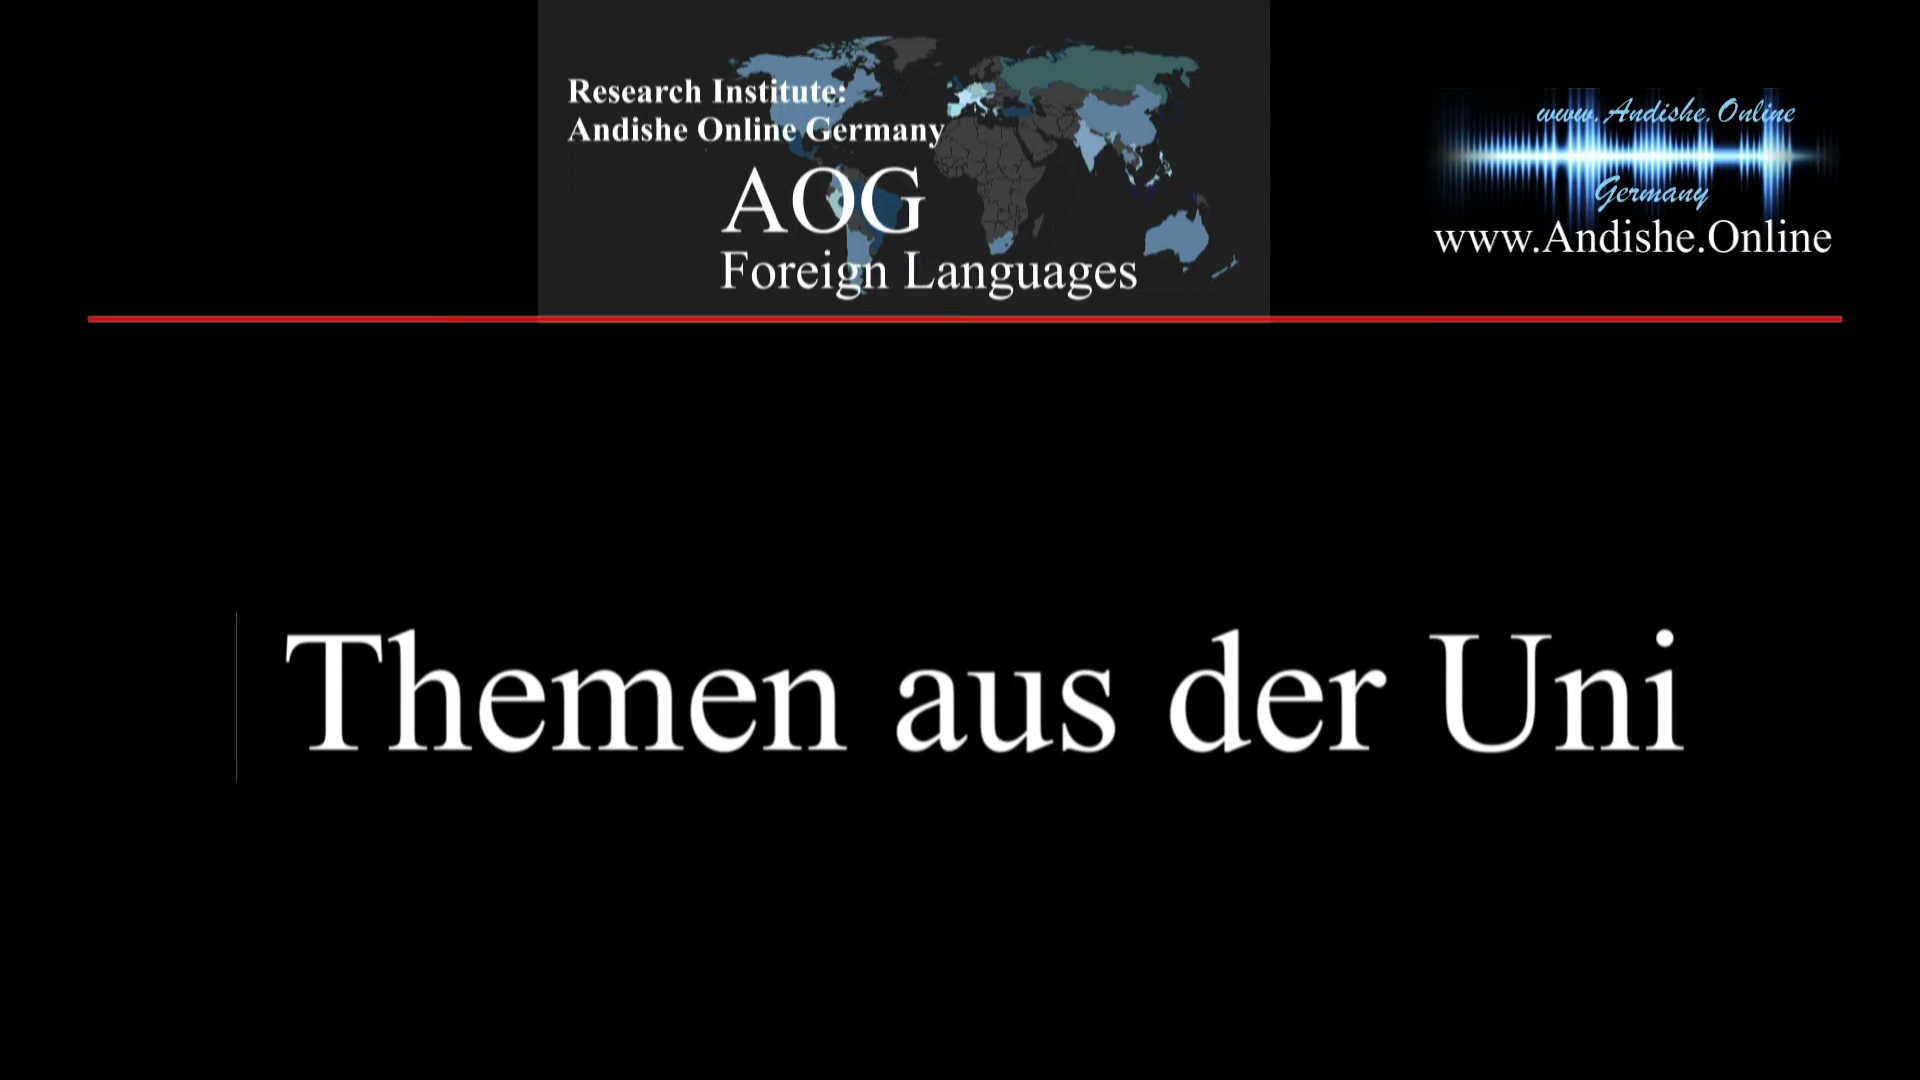 Research Institute:
Andishe Online Germany
AOG
Foreign Languages
www.Andishe.Online
Germany
www.Andishe.Online
Themen aus der Uni